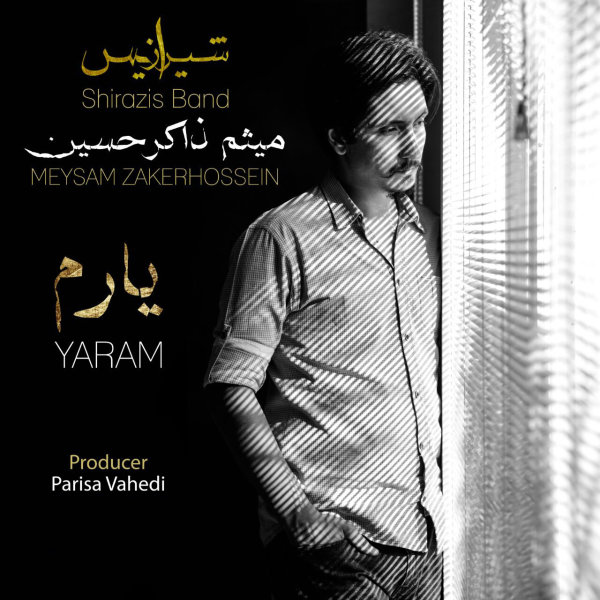 شیرازیس
Shirazis Band
میثم ذاکرحسین
MEYSAM ZAKERHOSSEIN
یارم
YARAM
Producer
Parisa Vahedi